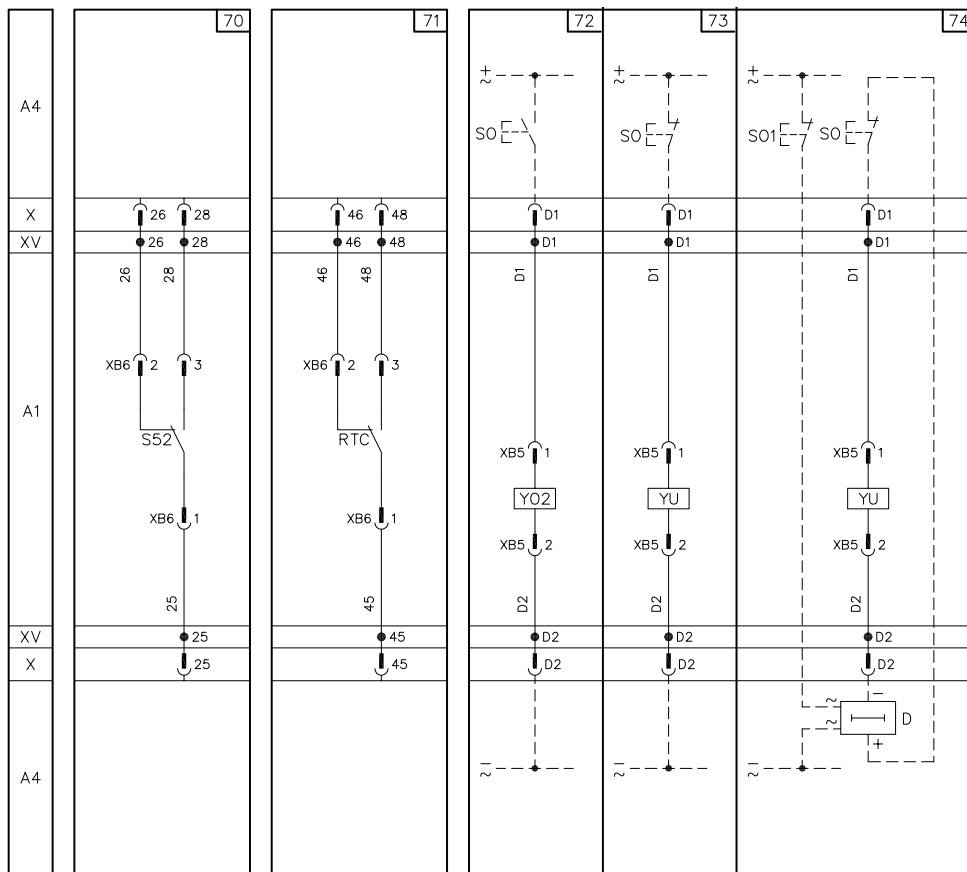 70 71 72 73 74
± ~ ± ~ ± ~
A4
SO SO SO1 SO
X 26 28 46 48 D1 D1 D1
XV 26 28 46 48 D1 D1 D1
26 28 46 48 D1 D1 D1
XB6 2 3 XB6 2 3
A1
S52 RTC
XB5 1 XB5 1 XB5 1
YO2 YU YU
XB6 1 XB6 1
XB5 2 XB5 2 XB5 2
25 45 D2 D2 D2
XV 25 45 D2 D2 D2
X 25 45 D2 D2 D2
~ −
~ D
+
A4
− ~ − ~ − ~